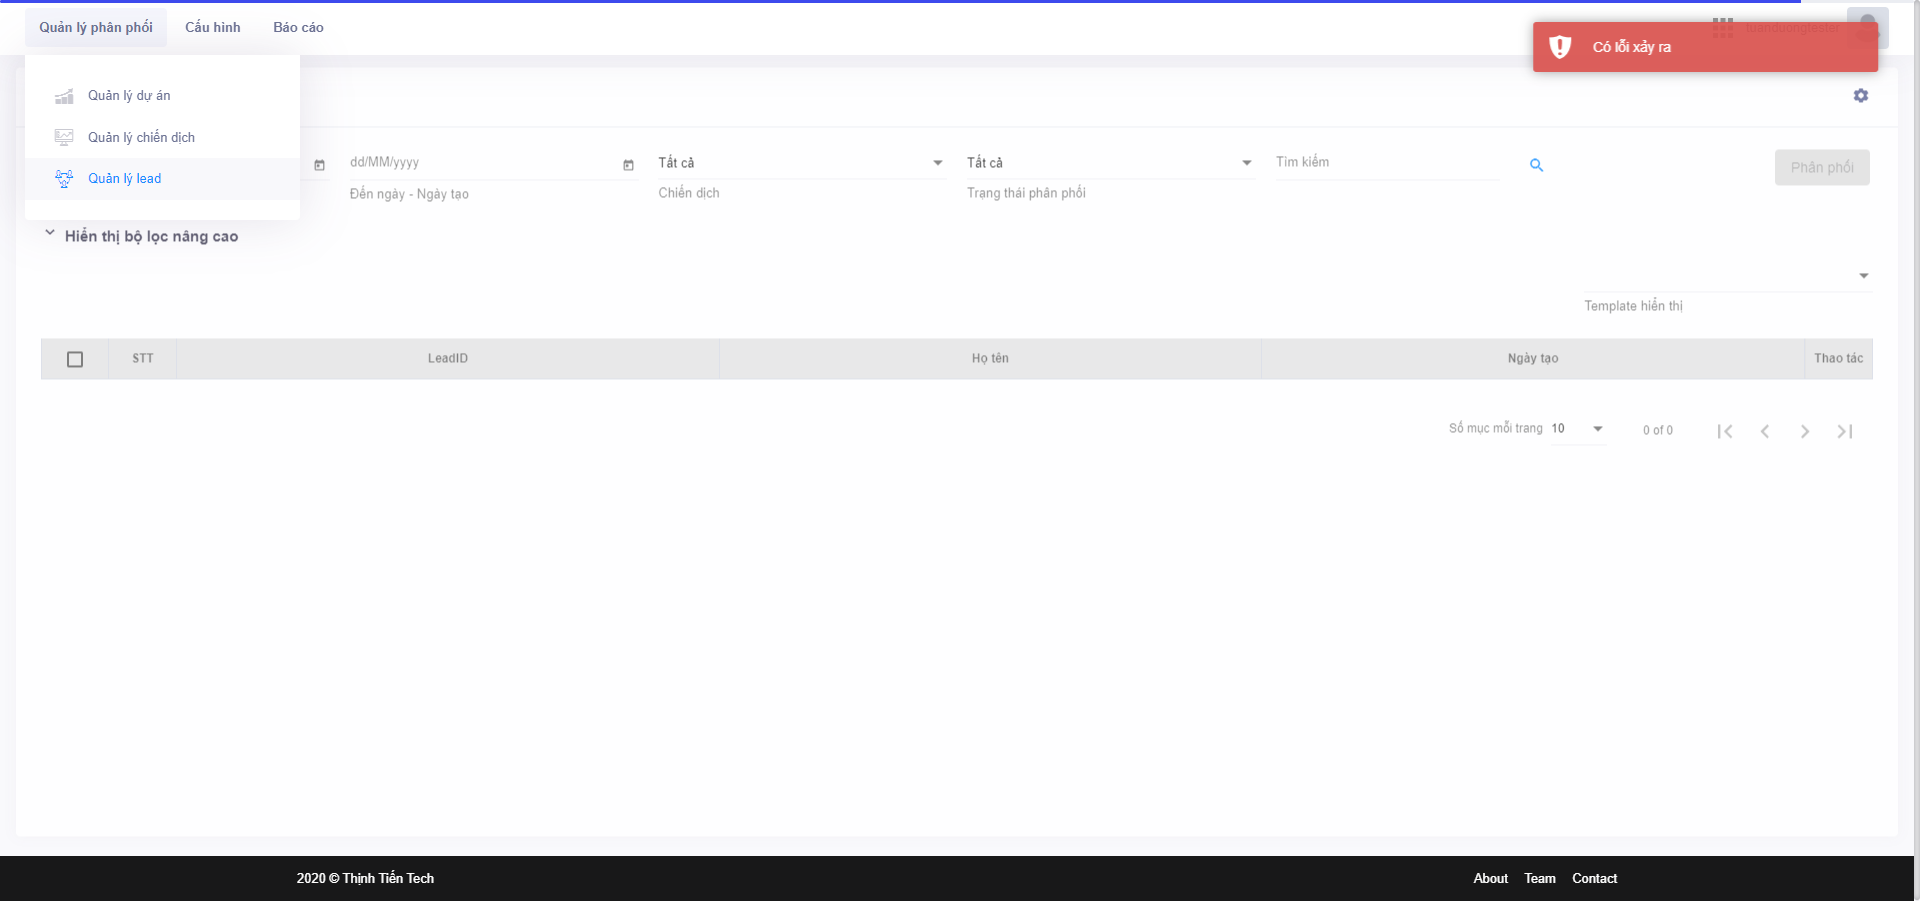 Quản lý phân phối
Cấu hình
Báo cáo
Có lỗi xảy ra
Quản lý dự án
Quản lý chiến dịch
Quản lý lead
dd/MM/yyyy
Tất cả
Tất cả
Tìm kiếm
Phân phối
Đến ngày - Ngày tạo
Chiến dịch
Trạng thái phân phối
Hiển thị bộ lọc nâng cao
Template hiển thị
STT
LeadID
Họ tên
Ngày tạo
Thao tác
Số mục mỗi trang
10
0 of 0
2020 © Thịnh Tiến Tech
About
Team
Contact